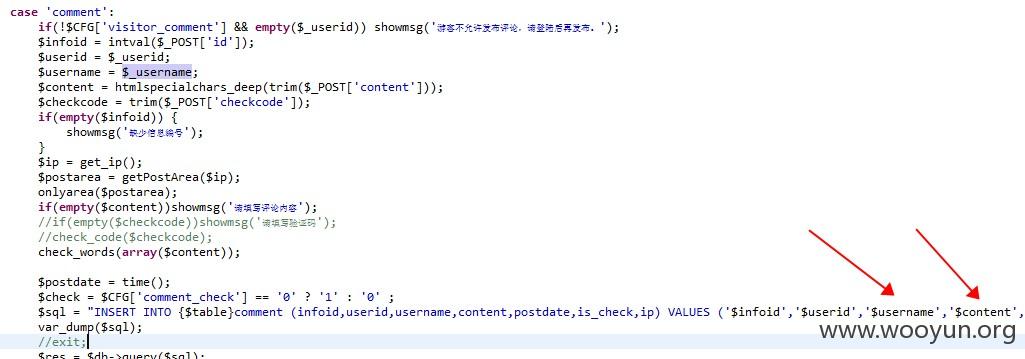 case 'comment':
if(!$CFG['visitor_comment'] && empty($_userid)) showmsg('游客不允许发布评论，请登陆后再发布．');
$infoid = intval($_POST['id']);
$userid = $_userid;
$username = $_username;
$content = htmlspecialchars_deep(trim($_POST['content']));
$checkcode = trim($_POST['checkcode']);
if(empty($infoid)) {
showmsg('缺少信息编号');
}
$ip = get_ip();
$postarea = getPostArea($ip);
onlyarea($postarea);
if(empty($content))showmsg('请填写评论内容');
//if(empty($checkcode))showmsg('请填写验证码');
//check_code($checkcode);
check_words(array($content));
$postdate = time();
$check = $CFG['comment_check'] == '0' ? '1' : '0' ;
$sql = "INSERT INTO {$table}comment (infoid,userid,username,content,postdate,is_check,ip) VALUES ('$infoid','$userid','$username','$content',
var_dump($sql);
www.wooyun.org
//exit;
$res = $db->query($sql);